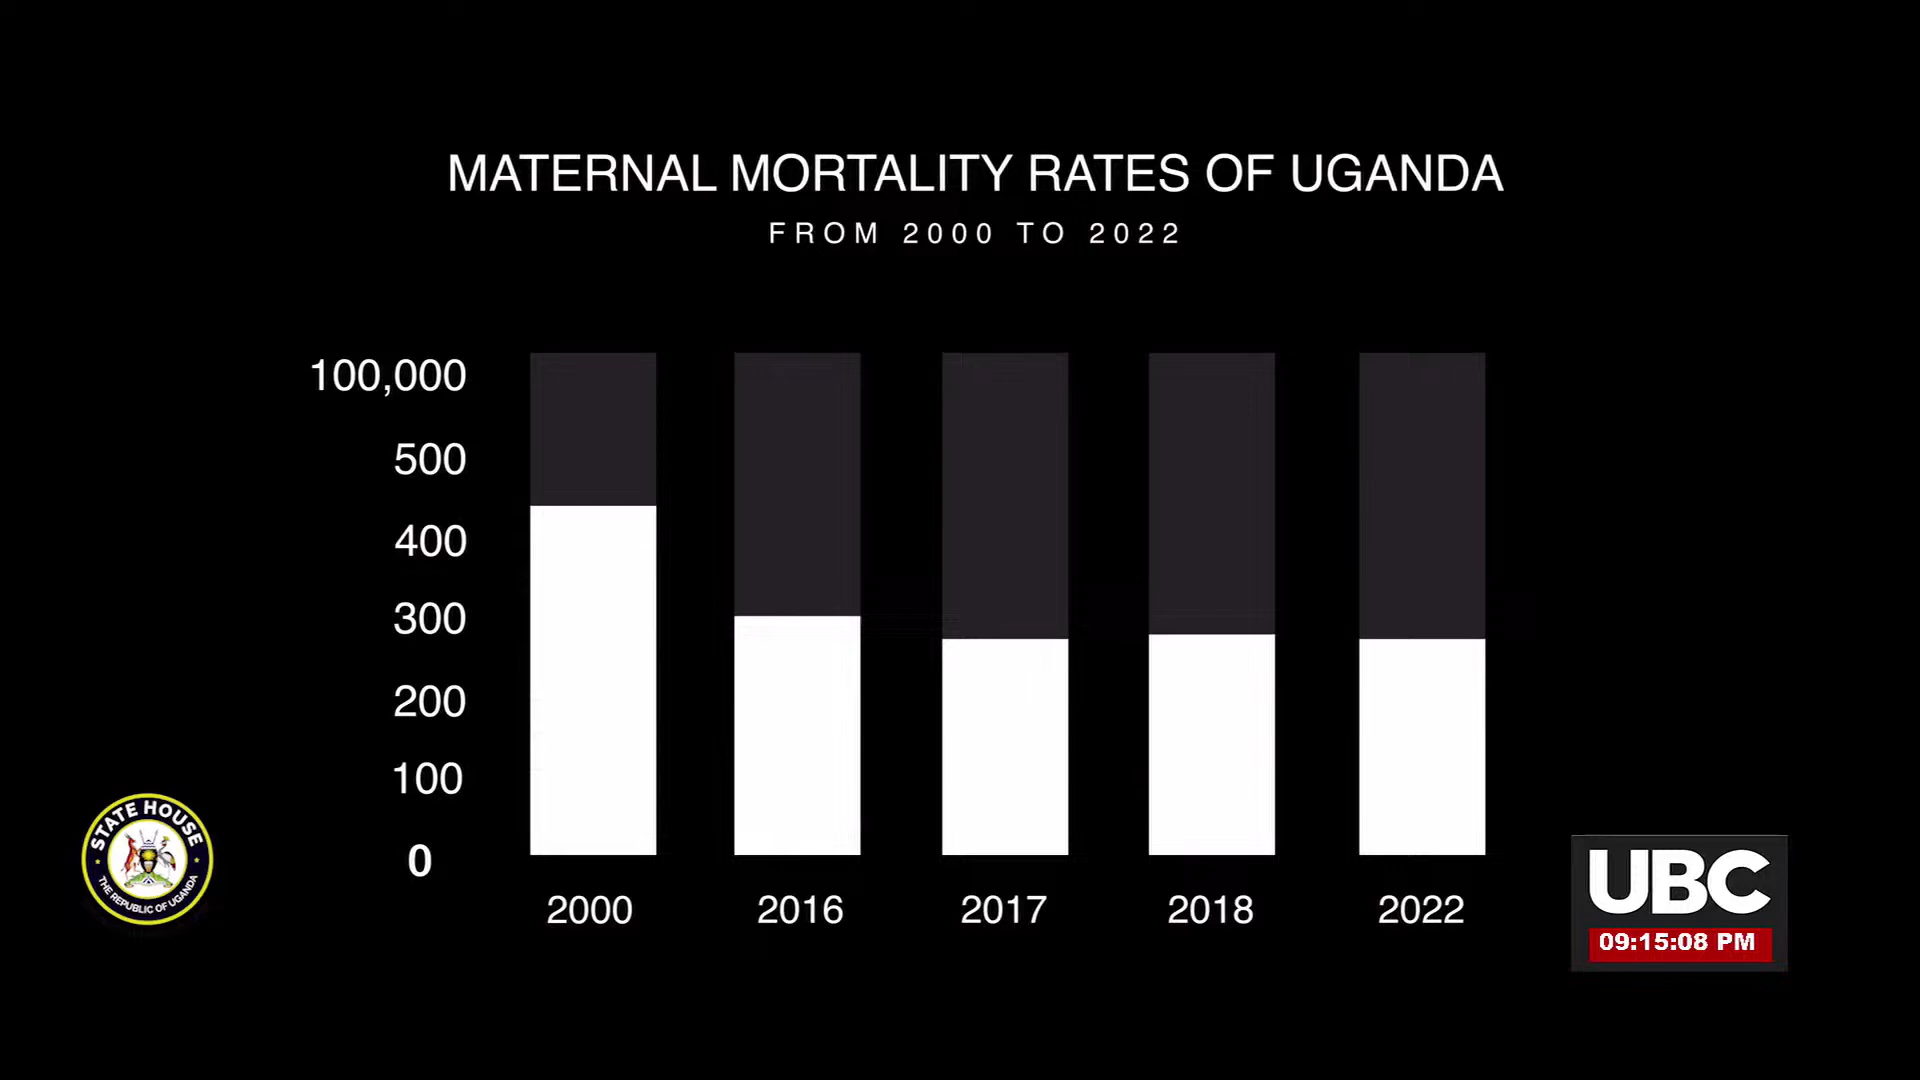 MATERNAL MORTALITY RATES OF UGANDA
FROM 2000 TO 2022
100,000
500
400
300
200
100
0
2000 2016 2017 2018 2022
STATE HOUSE
THE REPUBLIC OF UGANDA
UBC
09:15:08 PM